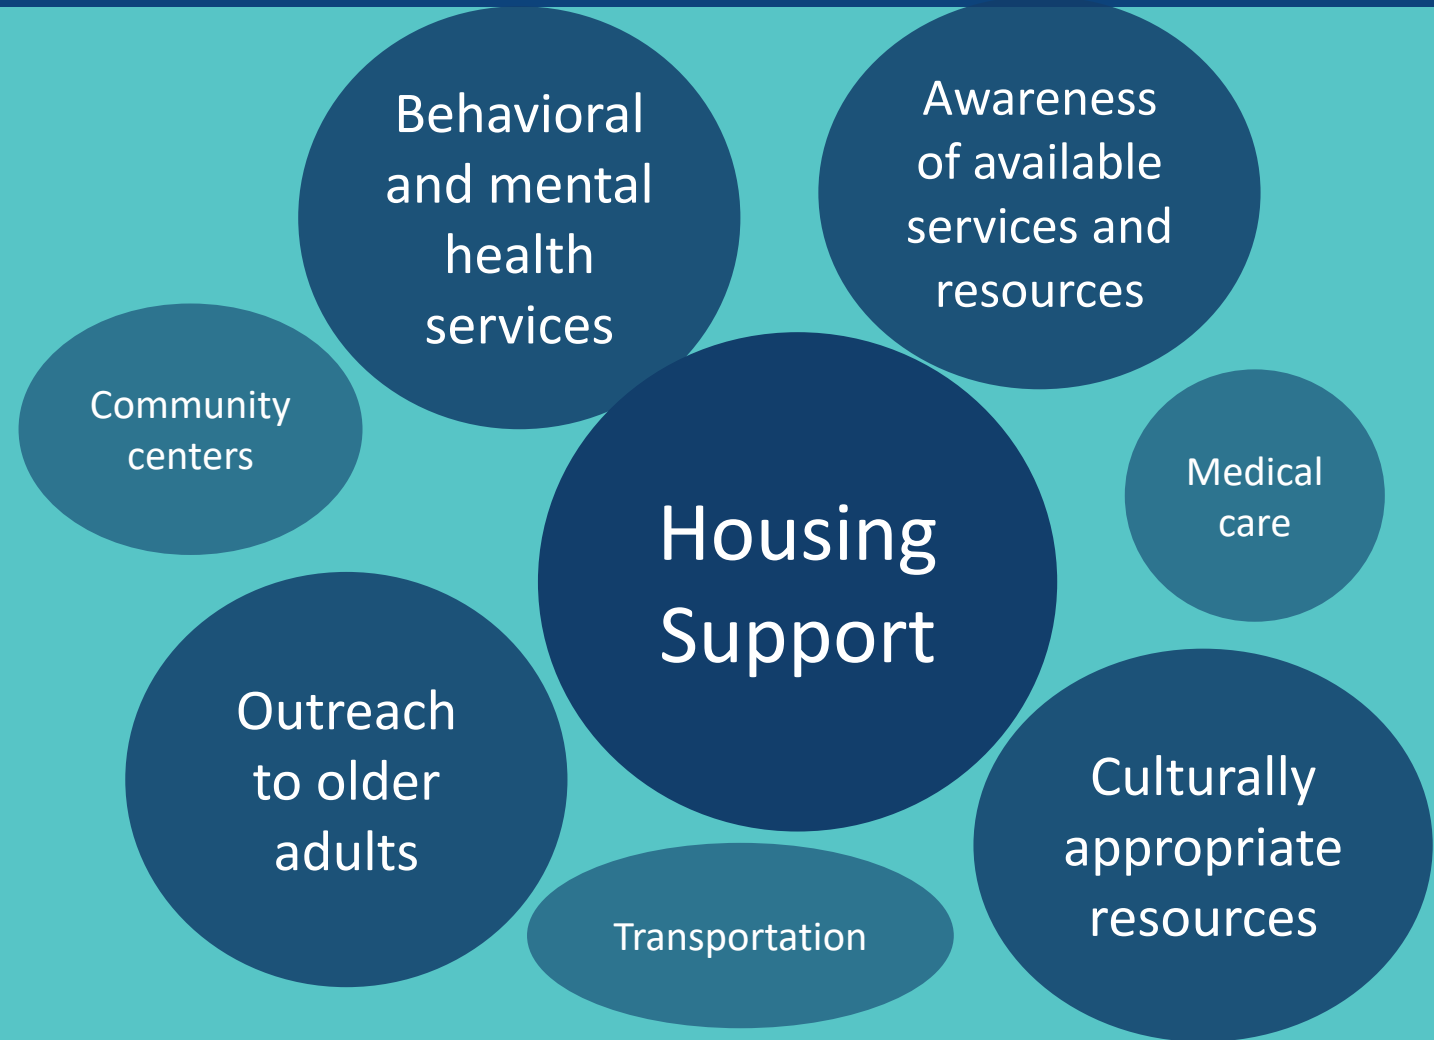 Behavioral
and mental
health
services
Awareness
of available
services and
resources
Community
centers
Housing
Support
Medical
care
Outreach
to older
adults
Culturally
appropriate
resources
Transportation